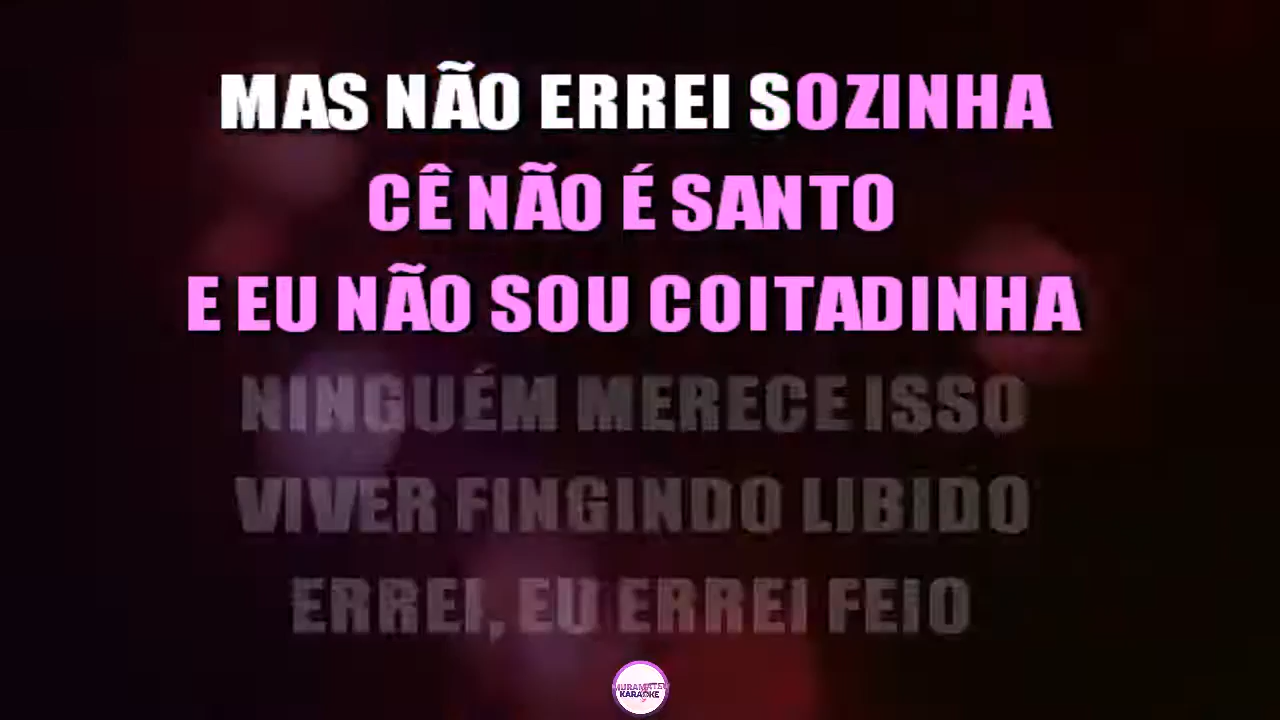 MAS NÃO ERREI SOZINHA
CÊ NÃO É SANTO
E EU NÃO SOU COITADINHA
NINGUÉM MERECE ISSO
VIVER FINGINDO LIBIDO
ERREI, EU ERREI FEIO
KARAOKE